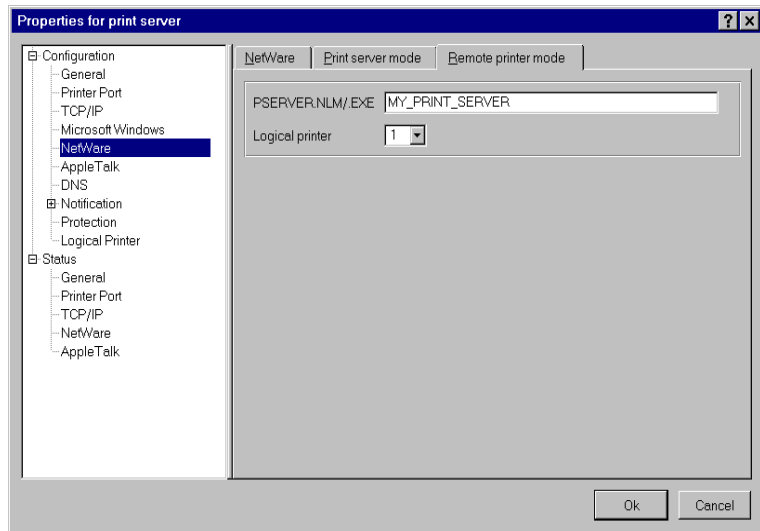 Properties for print server
Configuration
General
Printer Port
TCP/IP
Microsoft Windows
NetWare
AppleTalk
DNS
Notification
Protection
Logical Printer
Status
General
Printer Port
TCP/IP
NetWare
AppleTalk
NetWare Print server mode Remote printer mode
PSERVER.NLM/.EXE MY_PRINT_SERVER
Logical printer 1
Ok Cancel